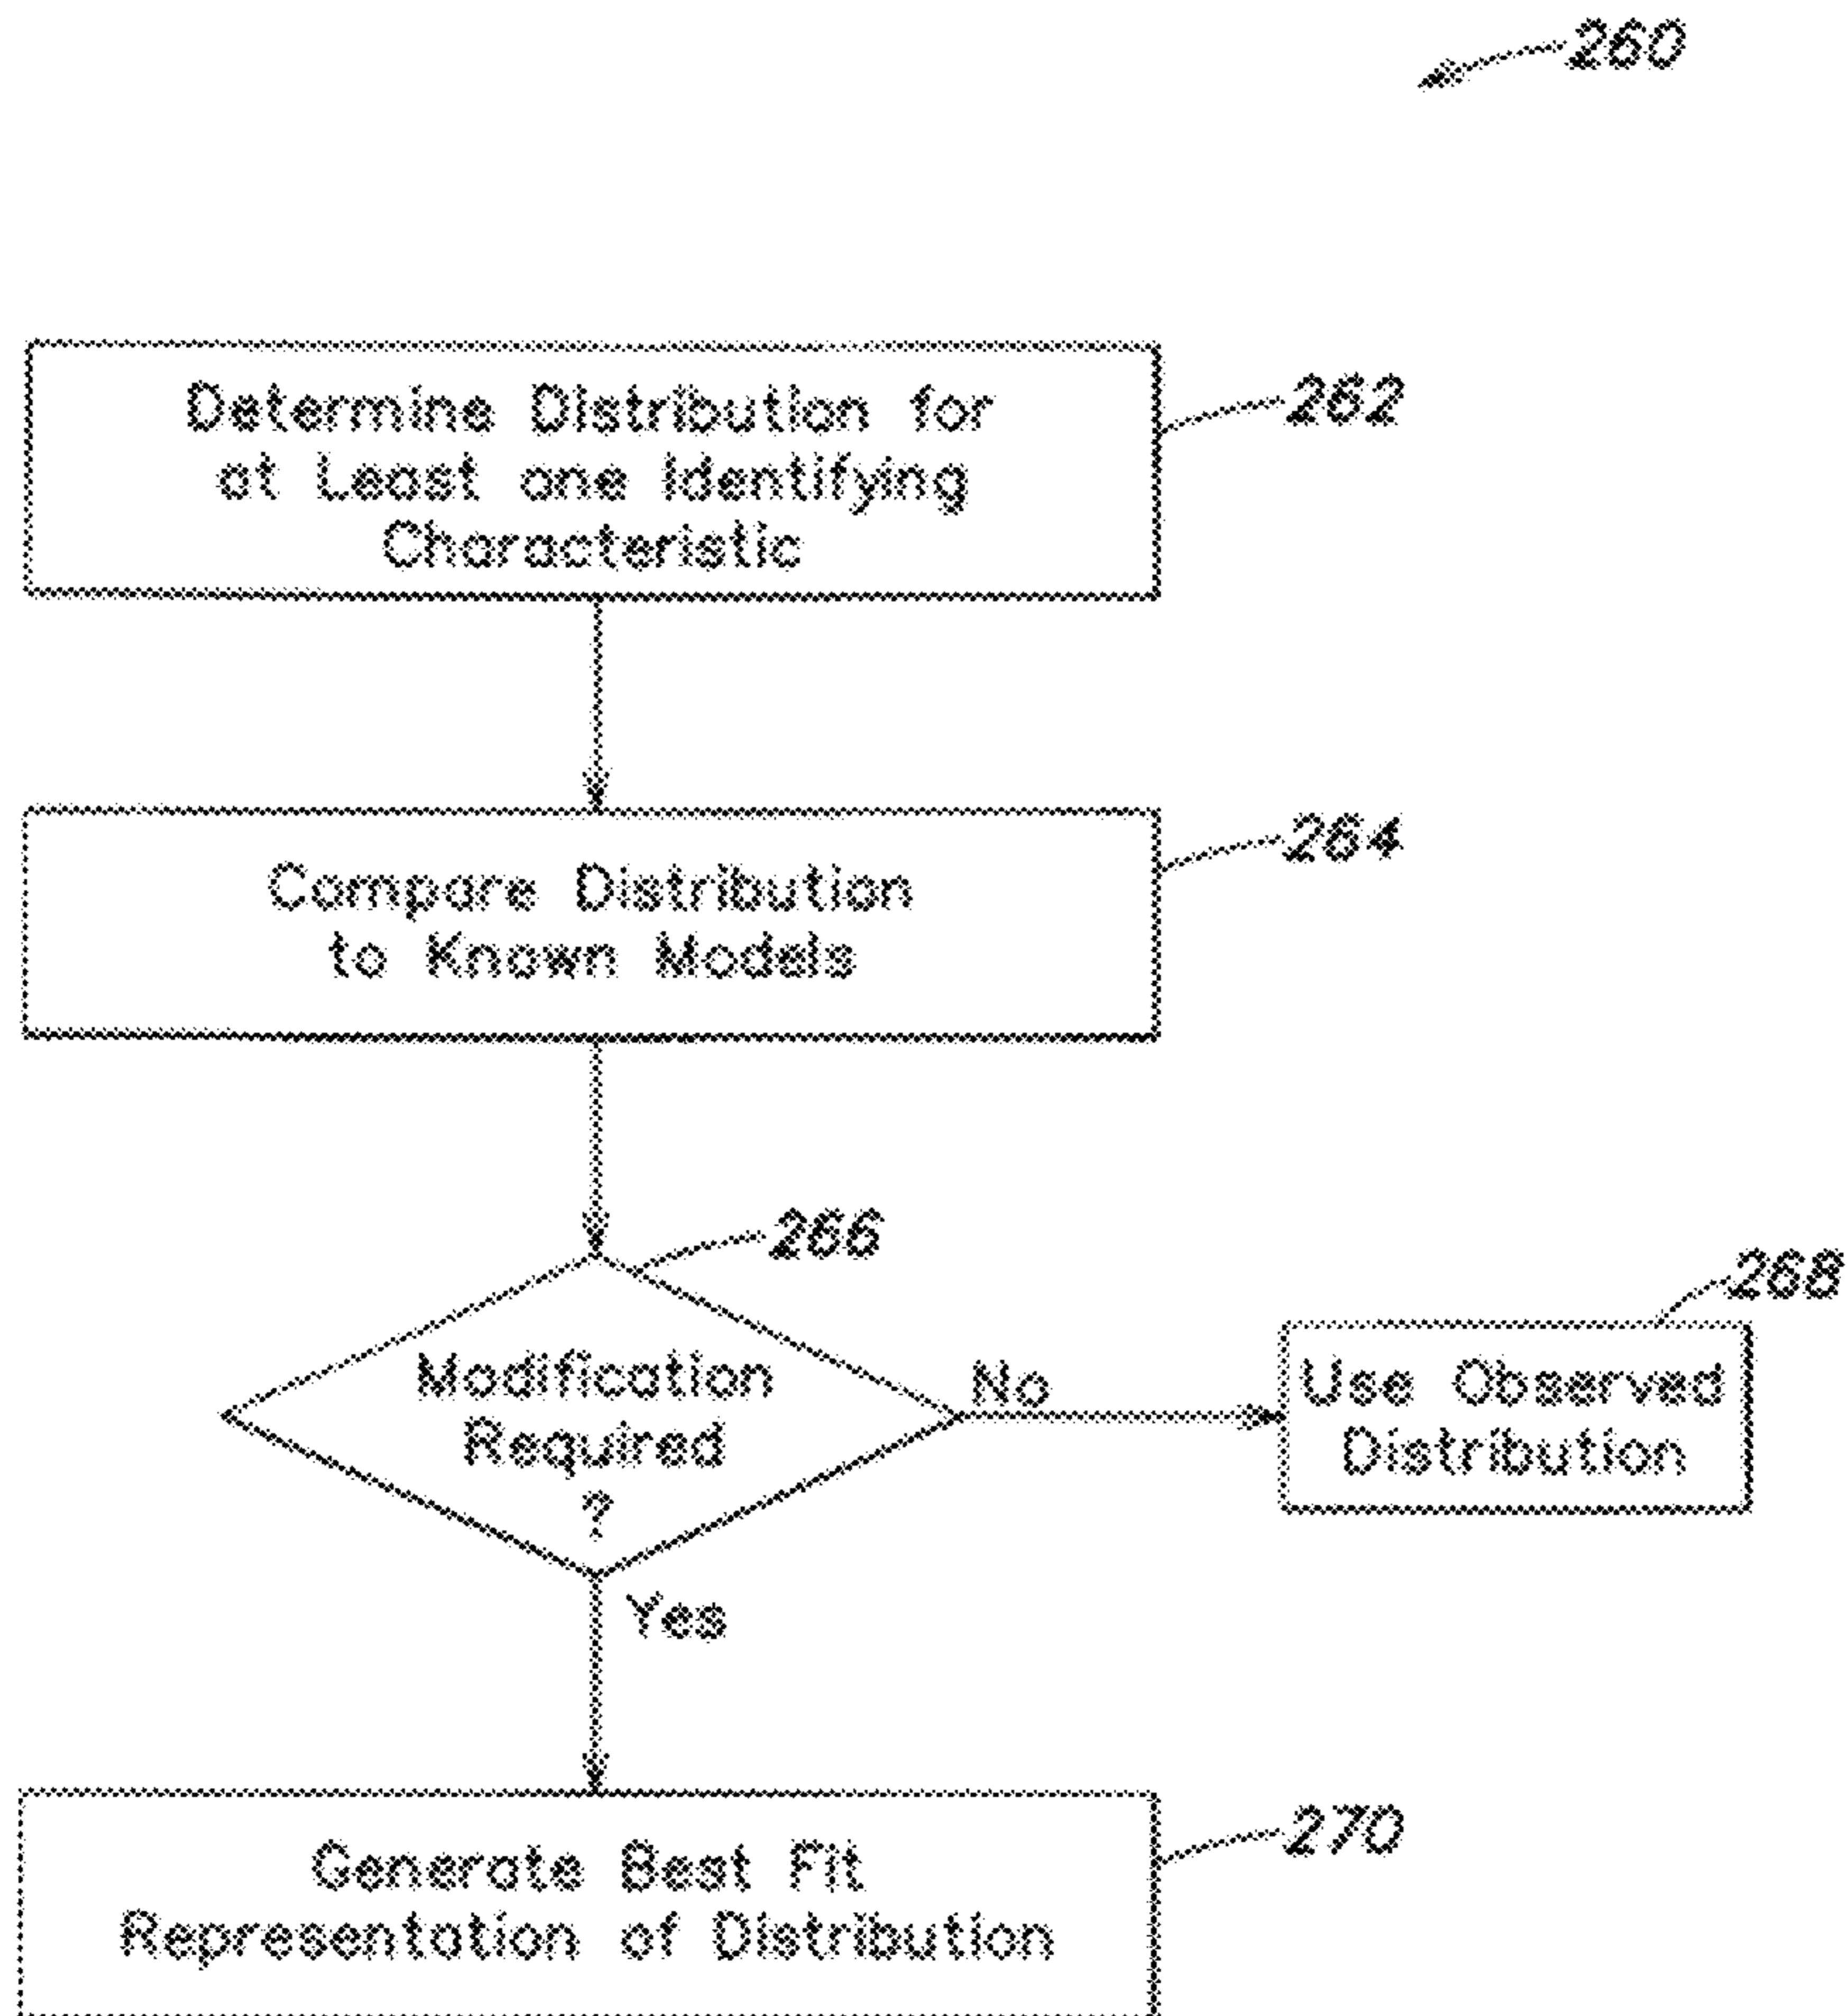 260
Determine Distribution for
at Least one Identifying
Characteristic
262
Compare Distribution
to Known Models
264
266
Modification
Required
?
No
268
Use Observed
Distribution
Yes
Generate Best Fit
Representation of Distribution
270